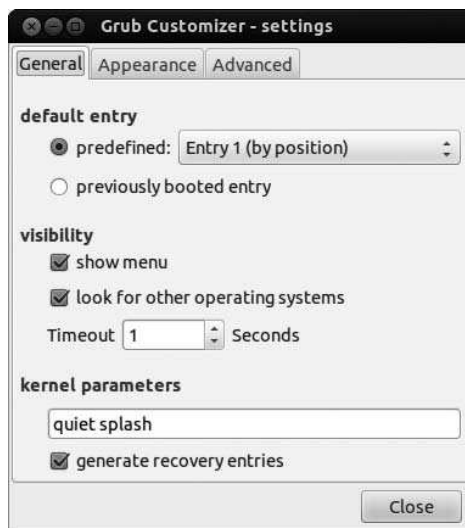 Grub Customizer - settings
General Appearance Advanced
default entry
predefined: Entry 1 (by position)
previously booted entry
visibility
show menu
look for other operating systems
Timeout 1 Seconds
kernel parameters
quiet splash
generate recovery entries
Close